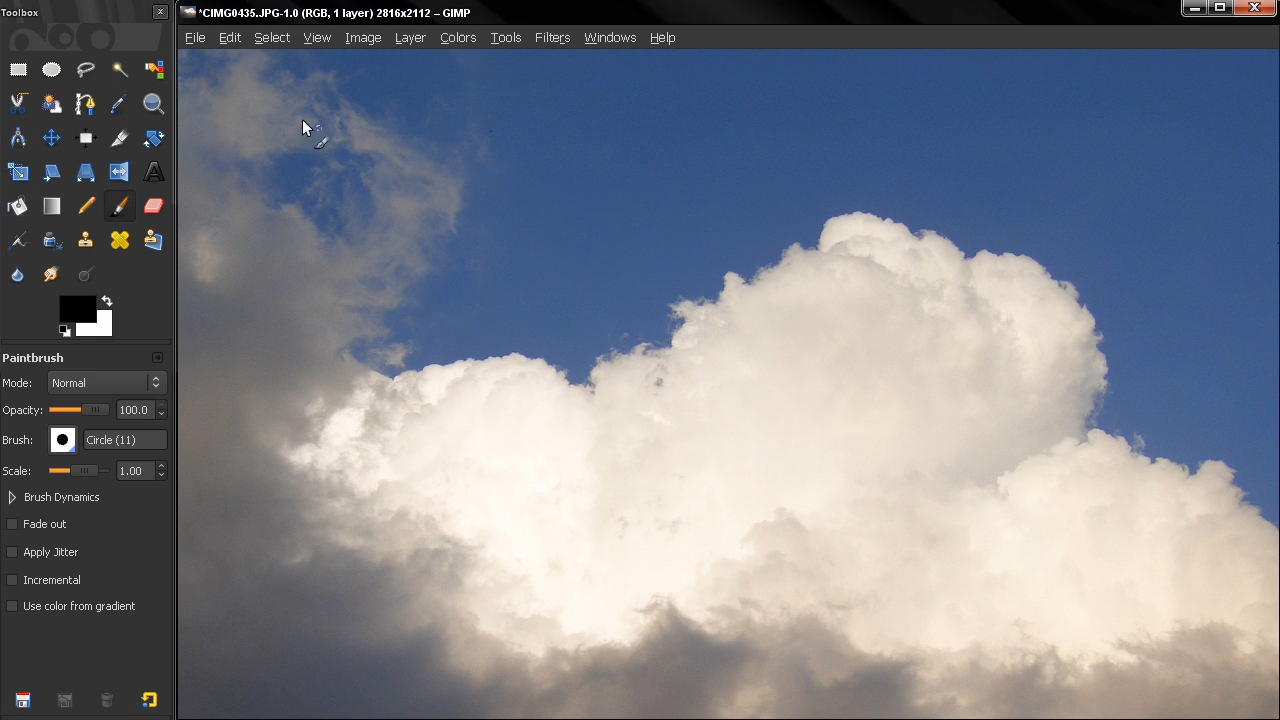 Toolbox
*CIMG0435.JPG-1.0 (RGB, 1 layer) 2816x2112 – GIMP
File Edit Select View Image Layer Colors Tools Filters Windows Help
Paintbrush
Mode: Normal
Opacity: 100.0
Brush: Circle (11)
Scale: 1.00
Brush Dynamics
Fade out
Apply Jitter
Incremental
Use color from gradient